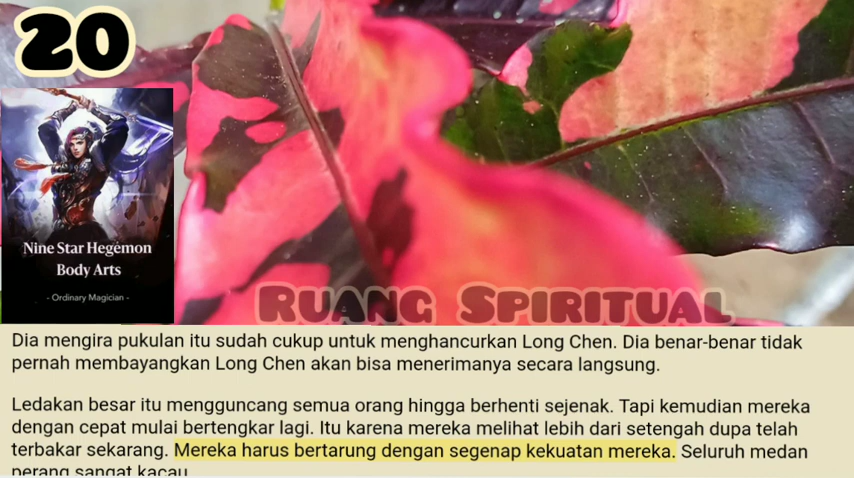 20
Nine Star Hegemon
Body Arts
- Ordinary Magician -
RUANG SPIRITUAL
Dia mengira pukulan itu sudah cukup untuk menghancurkan Long Chen. Dia benar-benar tidak
pernah membayangkan Long Chen akan bisa menerimanya secara langsung.
Ledakan besar itu mengguncang semua orang hingga berhenti sejenak. Tapi kemudian mereka
dengan cepat mulai bertengkar lagi. Itu karena mereka melihat lebih dari setengah dupa telah
terbakar sekarang. Mereka harus bertarung dengan segenap kekuatan mereka. Seluruh medan
perang sangat kacau